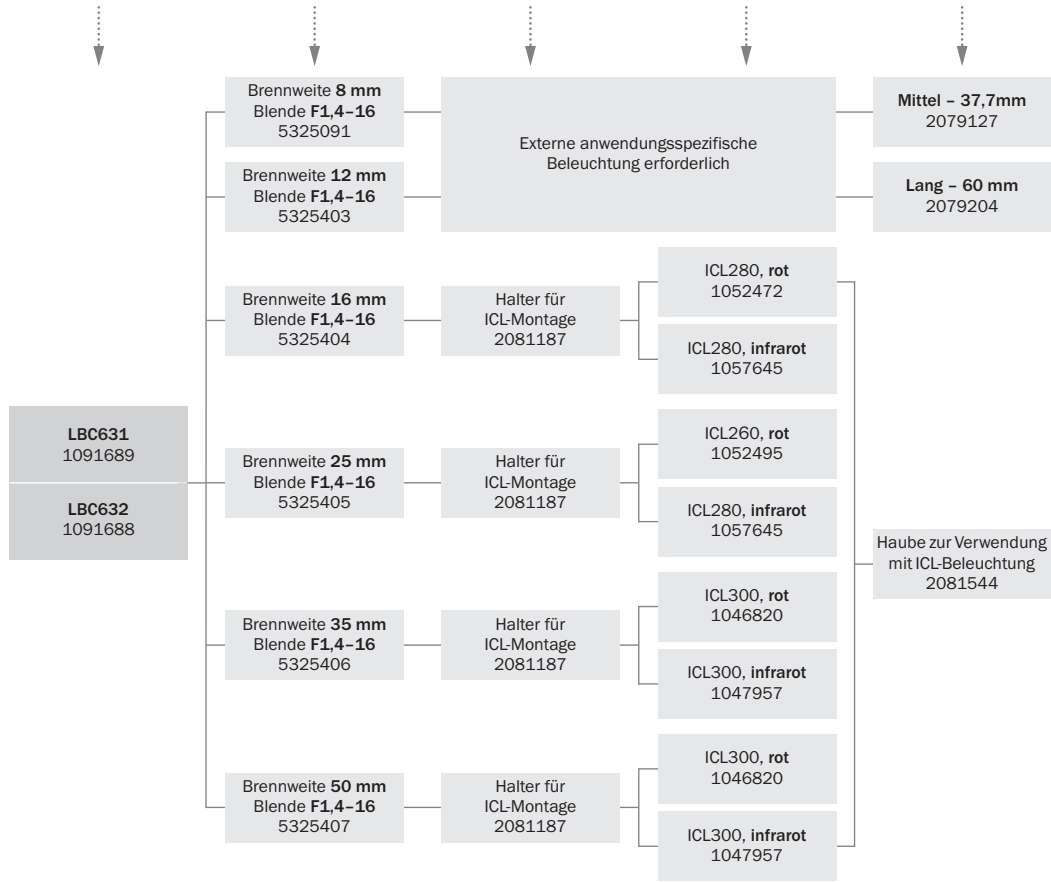 LBC631
1091689
LBC632
1091688
Brennweite 8 mm
Blende F1,4–16
5325091
Brennweite 12 mm
Blende F1,4–16
5325403
Externe anwendungsspezifische
Beleuchtung erforderlich
Mittel – 37,7mm
2079127
Lang – 60 mm
2079204
Brennweite 16 mm
Blende F1,4–16
5325404
Halter für
ICL-Montage
2081187
ICL280, rot
1052472
ICL280, infrarot
1057645
Brennweite 25 mm
Blende F1,4–16
5325405
Halter für
ICL-Montage
2081187
ICL260, rot
1052495
ICL280, infrarot
1057645
Brennweite 35 mm
Blende F1,4–16
5325406
Halter für
ICL-Montage
2081187
ICL300, rot
1046820
ICL300, infrarot
1047957
Brennweite 50 mm
Blende F1,4–16
5325407
Halter für
ICL-Montage
2081187
ICL300, rot
1046820
ICL300, infrarot
1047957
Haube zur Verwendung
mit ICL-Beleuchtung
2081544